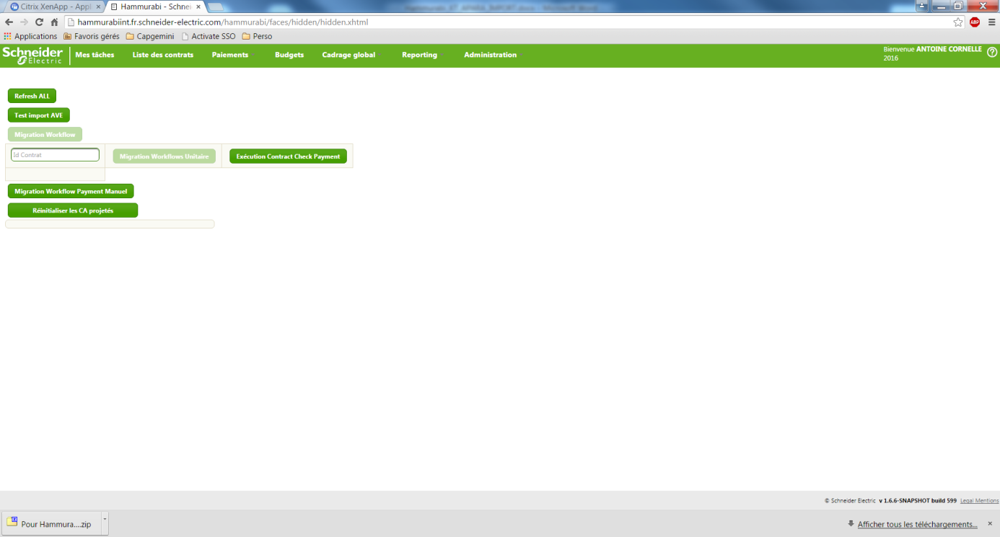 Citrix XenApp - Appl × Hammurabi - Schnei ×
hammurabiint.fr.schneider-electric.com/hammurabi/faces/hidden/hidden.xhtml ABP
Applications Favoris gérés Capgemini Activate SSO Perso
Schneider Electric Mes tâches Liste des contrats Paiements Budgets Cadrage global Reporting Administration Bienvenue ANTOINE CORNELLE
2016
Refresh ALL
Test import AVE
Migration Workflow
Id Contrat Migration Workflows Unitaire Exécution Contract Check Payment
Migration Workflow Payment Manuel
Réinitialiser les CA projetés
© Schneider Electric v 1.6.6-SNAPSHOT build 599 Legal Mentions
Pour Hammura....zip Afficher tous les téléchargements... ×